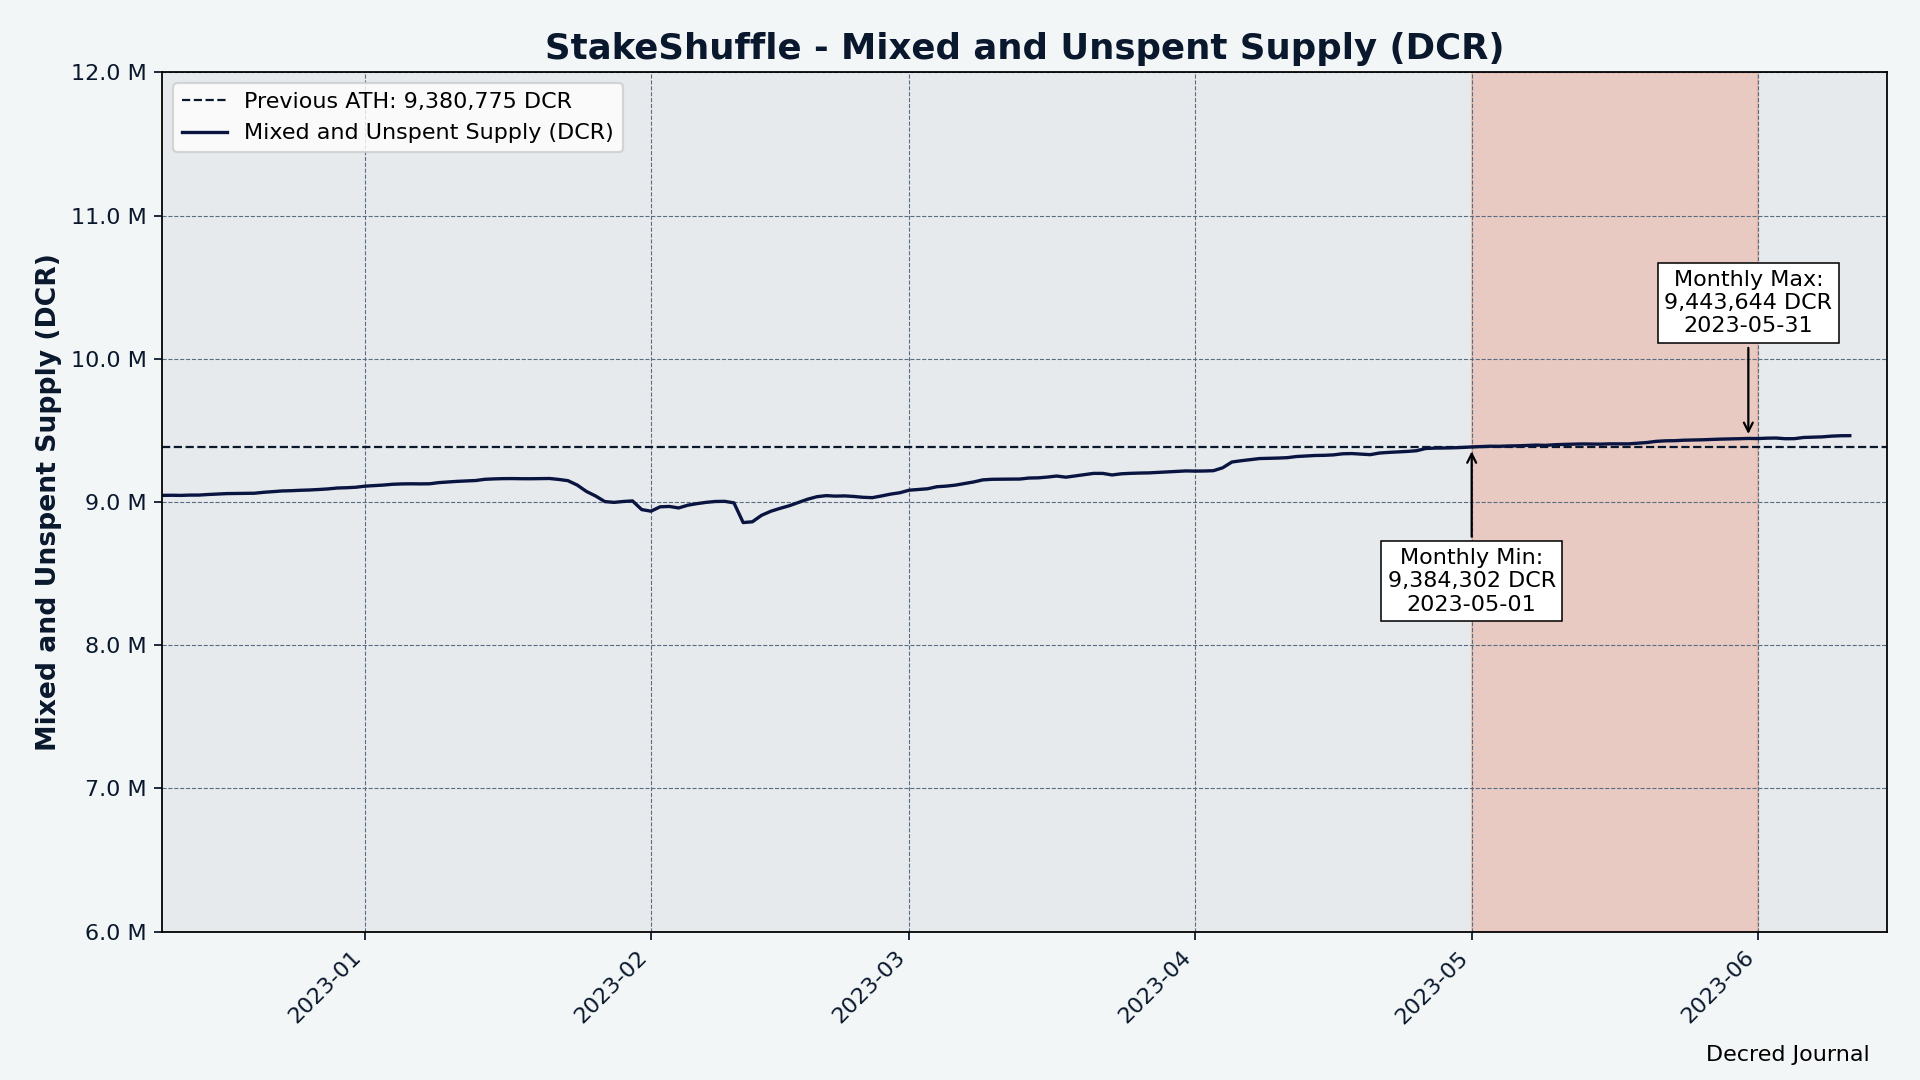 StakeShuffle - Mixed and Unspent Supply (DCR)
Mixed and Unspent Supply (DCR)
12.0 M
11.0 M
10.0 M
9.0 M
8.0 M
7.0 M
6.0 M
Previous ATH: 9,380,775 DCR
Mixed and Unspent Supply (DCR)
Monthly Max:
9,443,644 DCR
2023-05-31
Monthly Min:
9,384,302 DCR
2023-05-01
2023-01
2023-02
2023-03
2023-04
2023-05
2023-06
Decred Journal